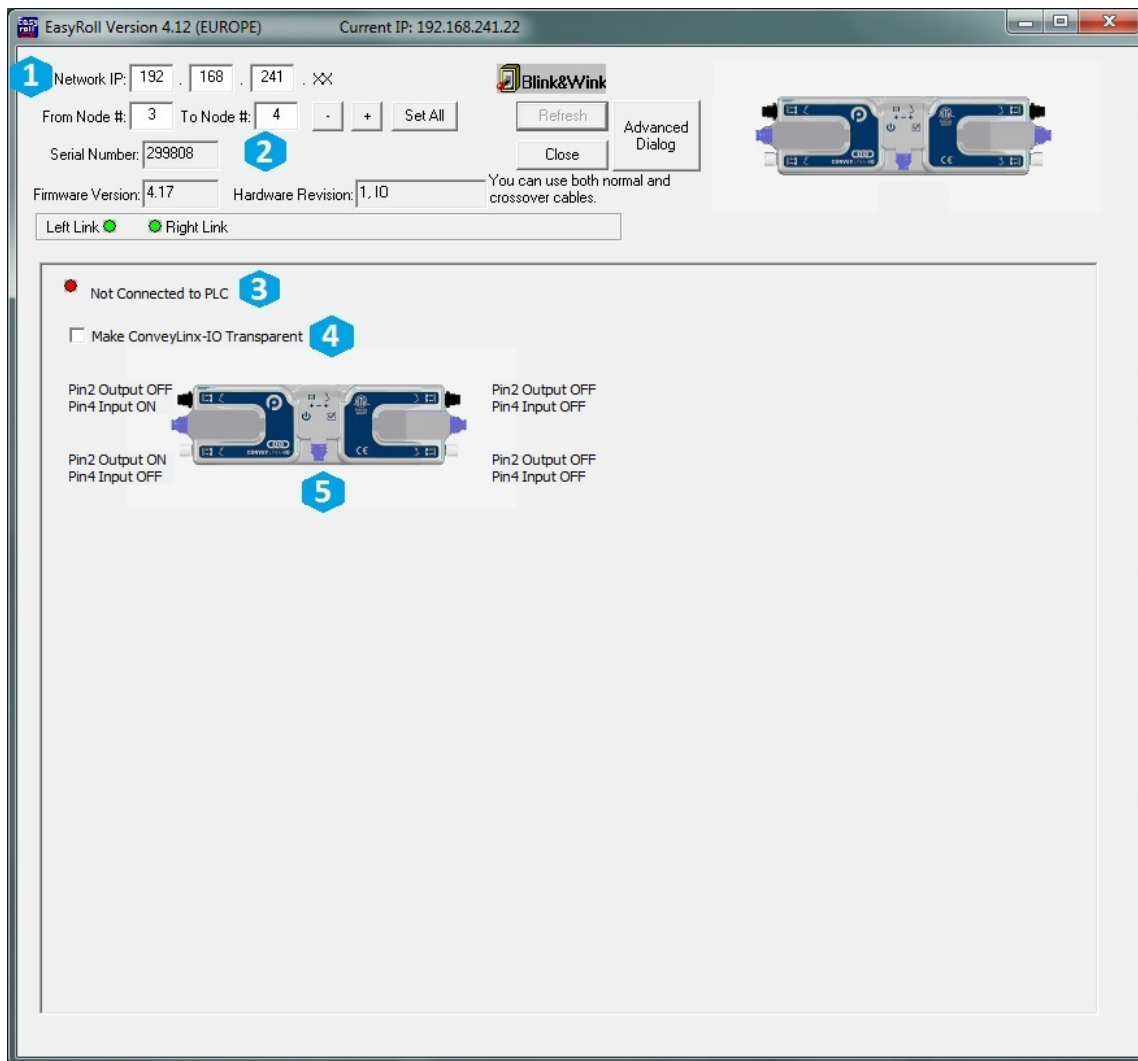 EasyRoll Version 4.12 (EUROPE) Current IP: 192.168.241.22
1 Network IP: 192 . 168 . 241 . XX
Blink&Wink
From Node #: 3 To Node #: 4 - + Set All
Refresh
Advanced Dialog
Serial Number: 299808 2
Close
Firmware Version: 4.17 Hardware Revision: 1, IO
You can use both normal and
crossover cables.
Left Link Right Link
Not Connected to PLC 3
Make ConveyLinx-IO Transparent 4
Pin2 Output OFF
Pin4 Input ON
Pin2 Output OFF
Pin4 Input OFF
Pin2 Output ON
Pin4 Input OFF
Pin2 Output OFF
Pin4 Input OFF
5